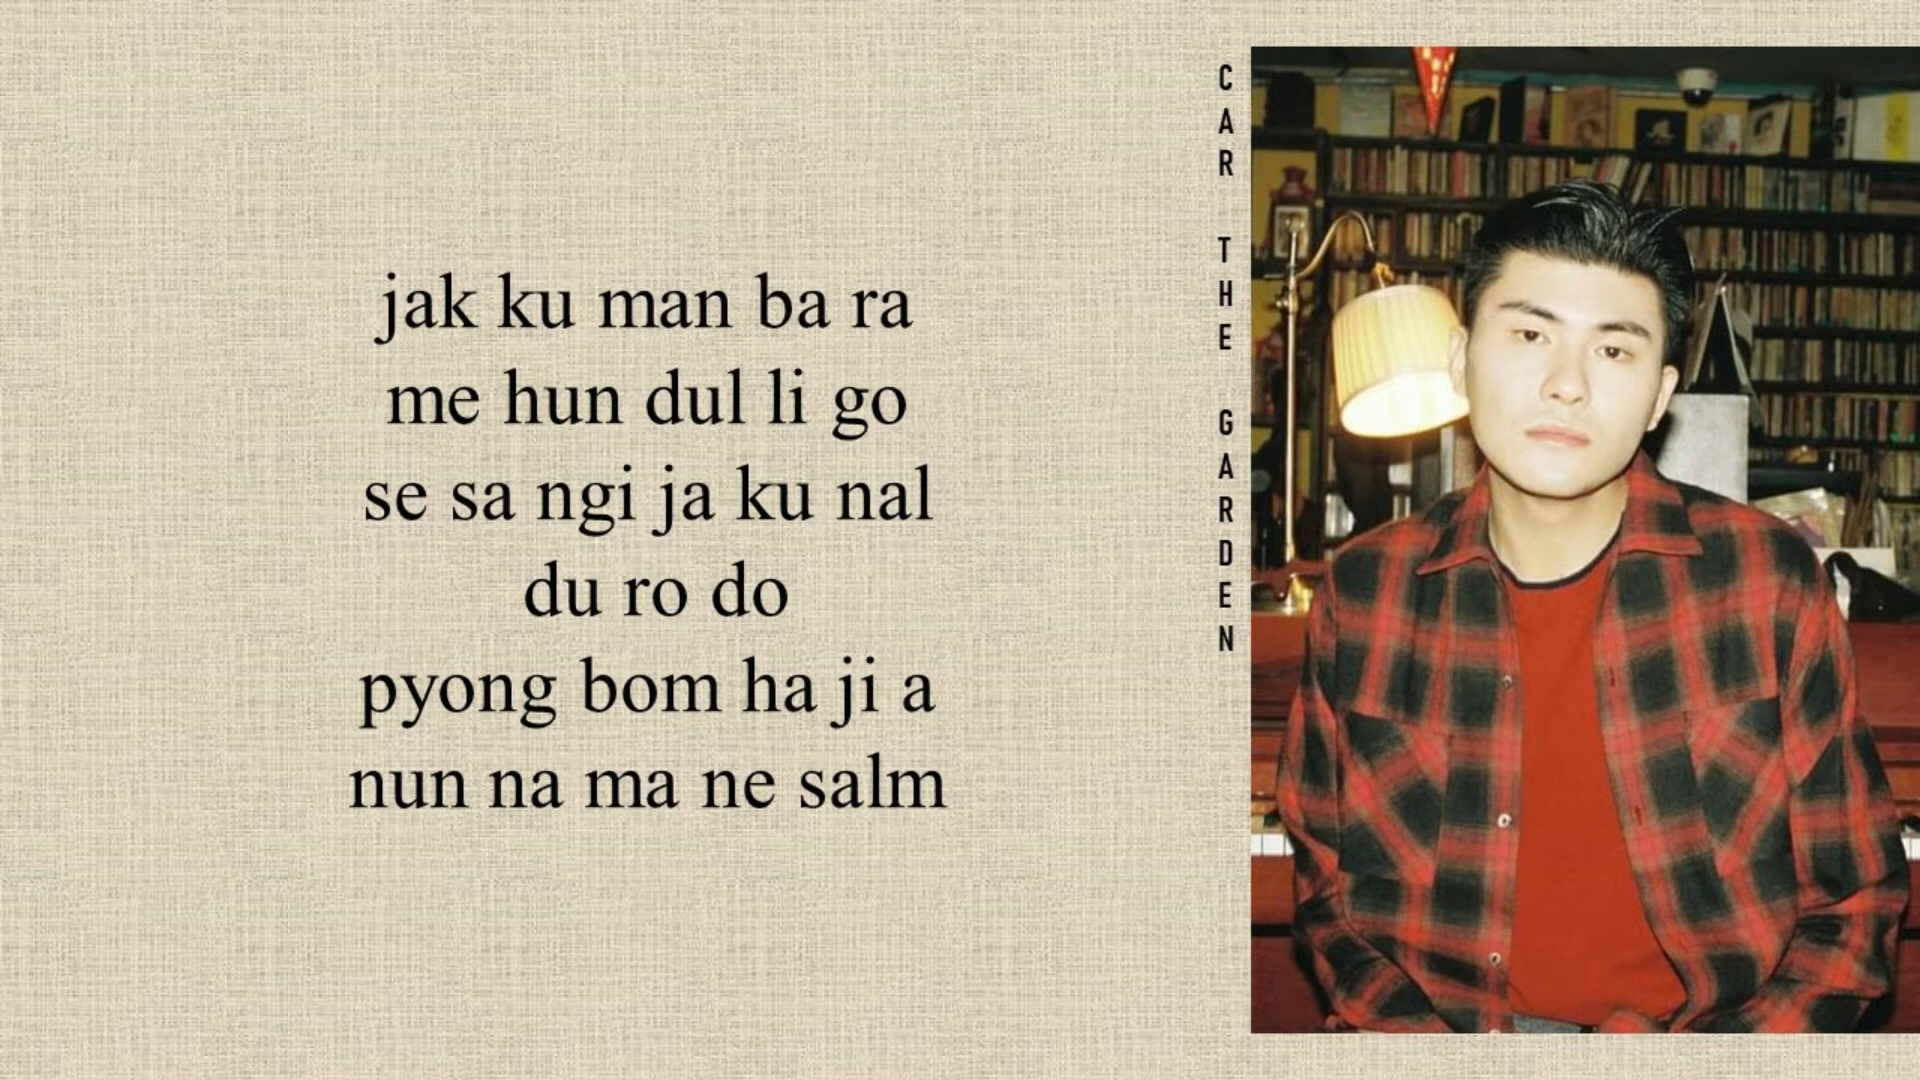 jak ku man ba ra
me hun dul li go
se sa ngi ja ku nal
du ro do
pyong bom ha ji a
nun na ma ne salm
CAR THE GARDEN